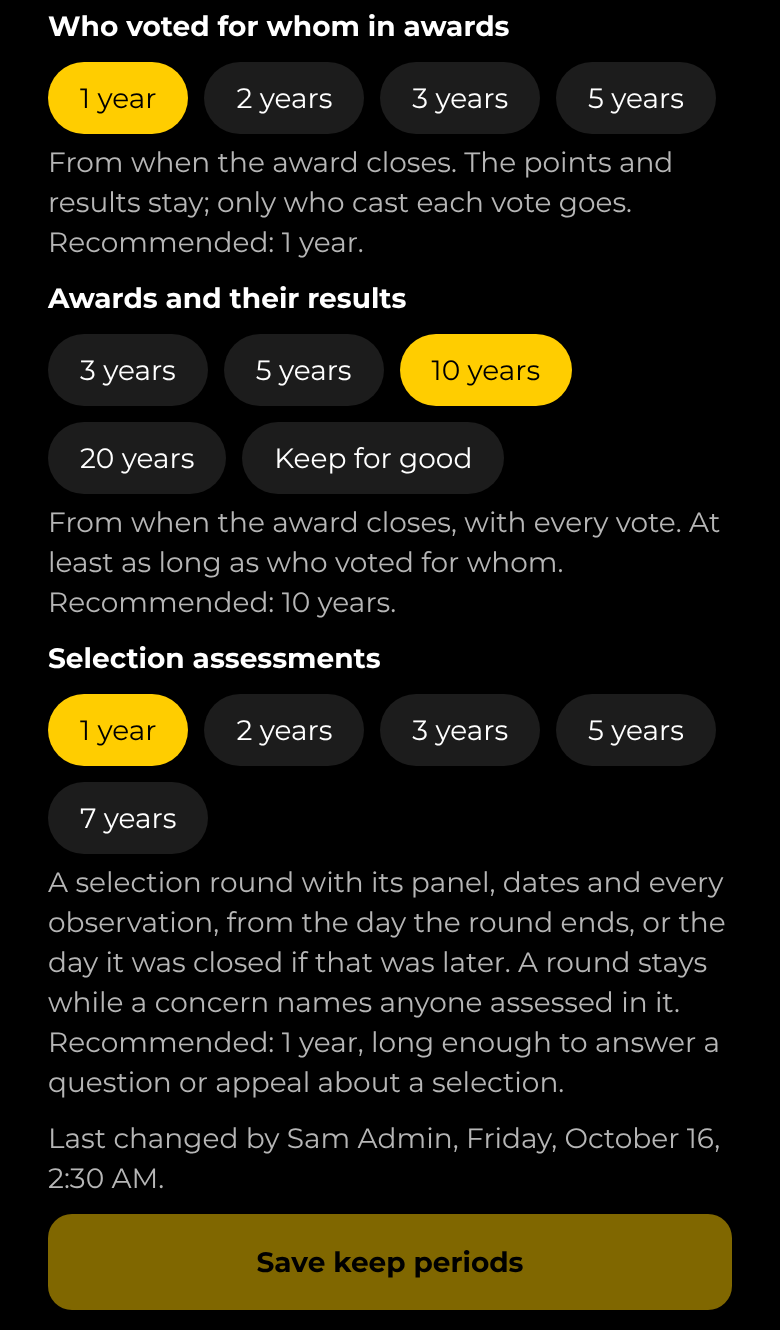 Who voted for whom in awards
1 year 2 years 3 years 5 years
From when the award closes. The points and
results stay; only who cast each vote goes.
Recommended: 1 year.
Awards and their results
3 years 5 years 10 years
20 years Keep for good
From when the award closes, with every vote. At
least as long as who voted for whom.
Recommended: 10 years.
Selection assessments
1 year 2 years 3 years 5 years
7 years
A selection round with its panel, dates and every
observation, from the day the round ends, or the
day it was closed if that was later. A round stays
while a concern names anyone assessed in it.
Recommended: 1 year, long enough to answer a
question or appeal about a selection.
Last changed by Sam Admin, Friday, October 16,
2:30 AM.
Save keep periods